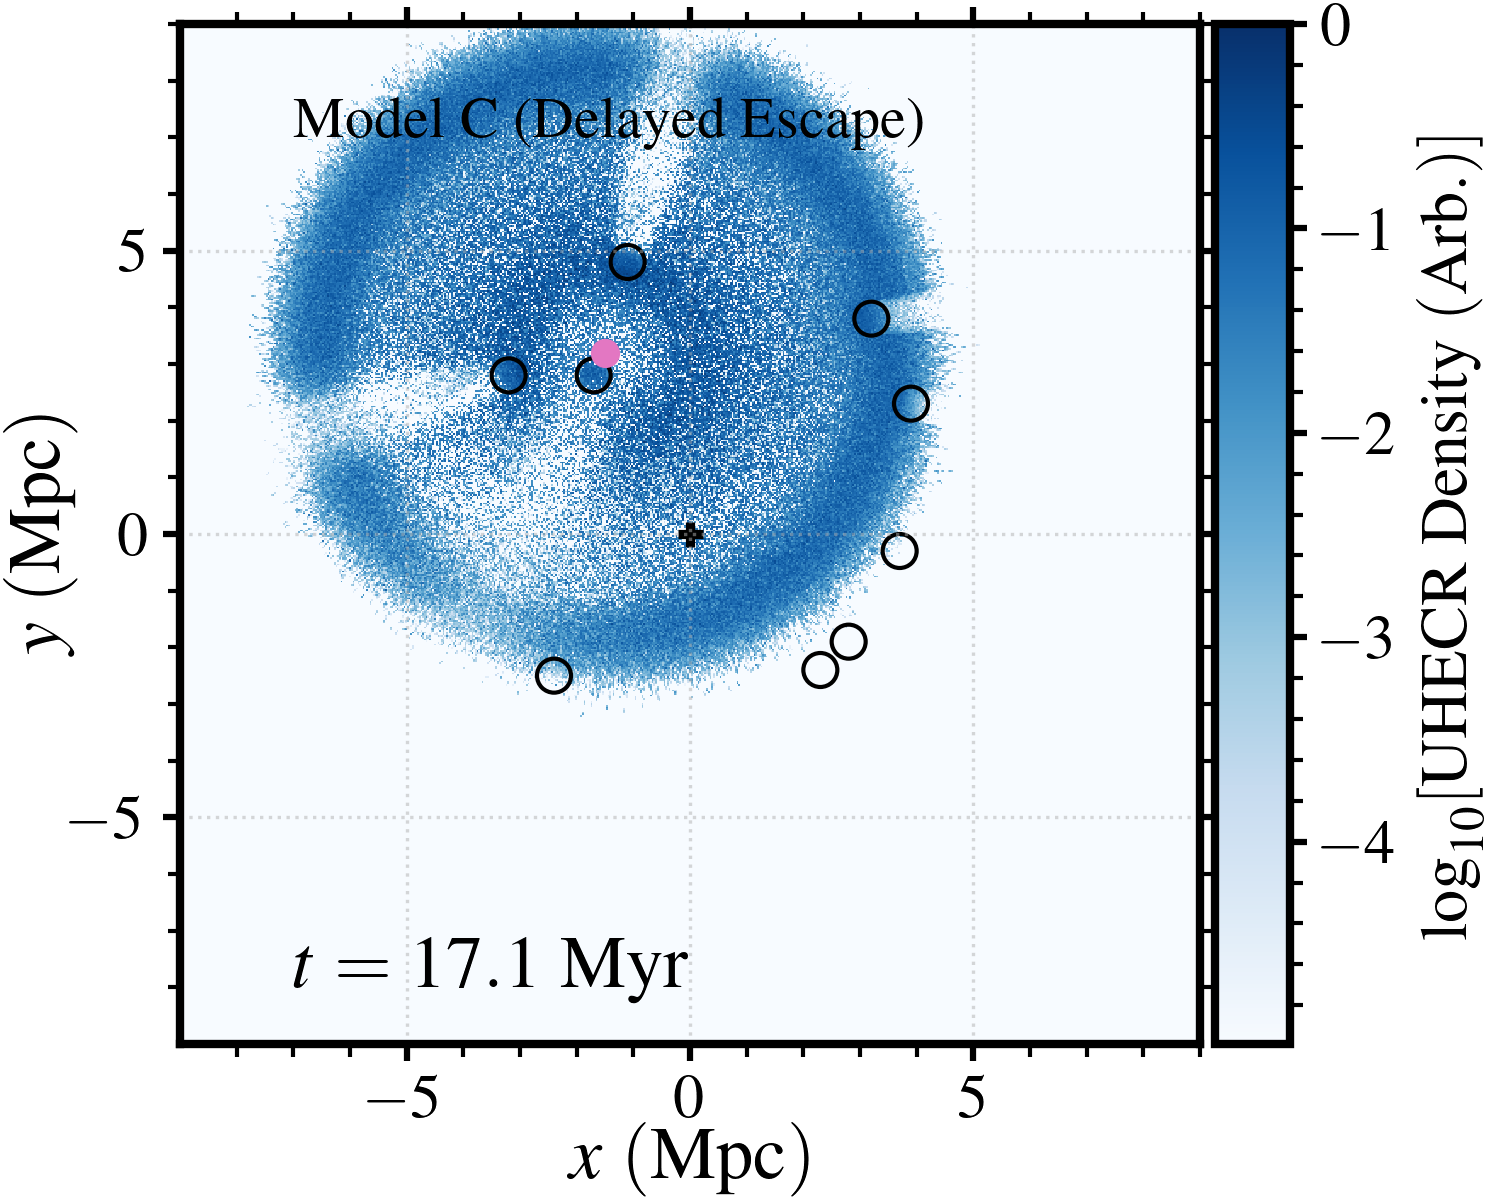 Model C (Delayed Escape)
t = 17.1 Myr
5
0
−5
y (Mpc)
−5
0
5
x (Mpc)
0
−1
−2
−3
−4
log₁₀[UHECR Density (Arb.)]